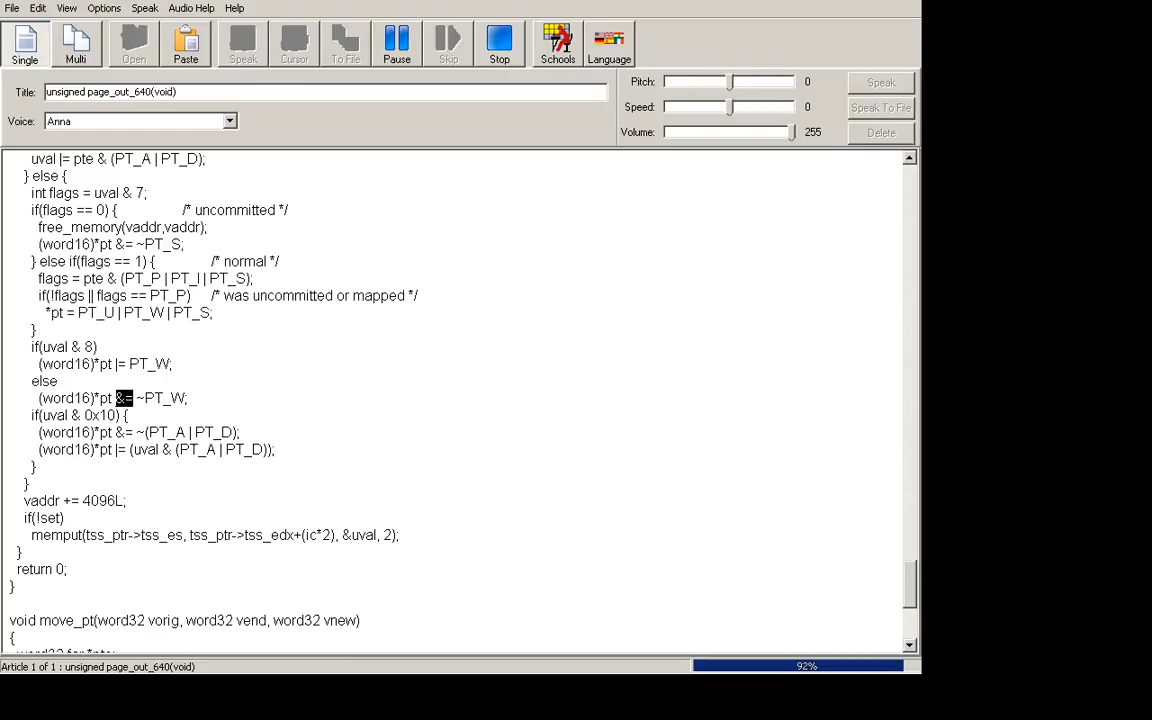 File Edit View Options Speak Audio Help Help
Single Multi Open Paste Speak Cursor To File Pause Skip Stop Schools Language
Title: unsigned page_out_640(void)
Voice: Anna
Pitch: 0 Speak
Speed: 0 Speak To File
Volume: 255 Delete
uval |= pte & (PT_A | PT_D);
} else {
int flags = uval & 7;
if(flags == 0) { /* uncommitted */
free_memory(vaddr,vaddr);
(word16)*pt &= ~PT_S;
} else if(flags == 1) { /* normal */
flags = pte & (PT_P | PT_I | PT_S);
if(!flags || flags == PT_P) /* was uncommitted or mapped */
*pt = PT_U | PT_W | PT_S;
}
if(uval & 8)
(word16)*pt |= PT_W;
else
(word16)*pt &= ~PT_W;
if(uval & 0x10) {
(word16)*pt &= ~(PT_A | PT_D);
(word16)*pt |= (uval & (PT_A | PT_D));
}
}
vaddr += 4096L;
if(!set)
memput(tss_ptr->tss_es, tss_ptr->tss_edx+(ic*2), &uval, 2);
}
return 0;
}
void move_pt(word32 vorig, word32 vend, word32 vnew)
{
Article 1 of 1 : unsigned page_out_640(void) 92%